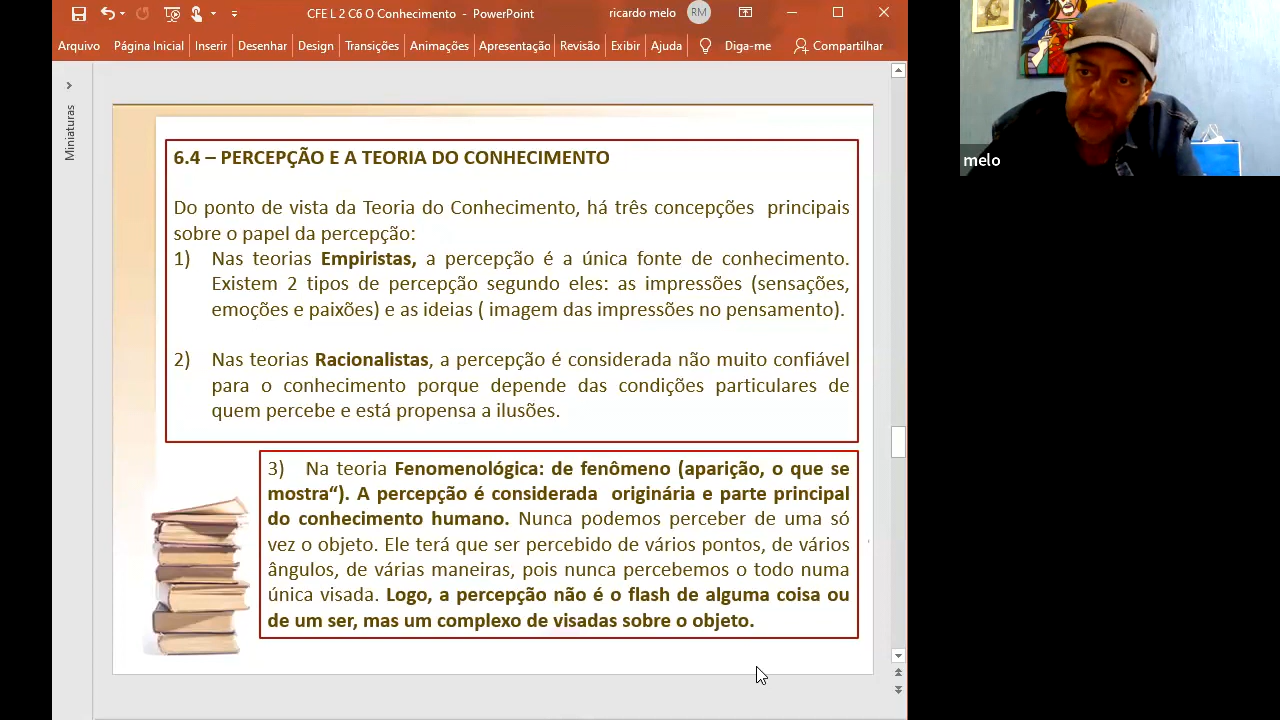 CFE L 2 C6 O Conhecimento - PowerPoint
ricardo melo
RM
Arquivo Página Inicial Inserir Desenhar Design Transições Animações Apresentação Revisão Exibir Ajuda Diga-me Compartilhar
Miniaturas
6.4 – PERCEPÇÃO E A TEORIA DO CONHECIMENTO
Do ponto de vista da Teoria do Conhecimento, há três concepções principais
sobre o papel da percepção:
1) Nas teorias Empiristas, a percepção é a única fonte de conhecimento.
Existem 2 tipos de percepção segundo eles: as impressões (sensações,
emoções e paixões) e as ideias ( imagem das impressões no pensamento).
2) Nas teorias Racionalistas, a percepção é considerada não muito confiável
para o conhecimento porque depende das condições particulares de
quem percebe e está propensa a ilusões.
3) Na teoria Fenomenológica: de fenômeno (aparição, o que se
mostra“). A percepção é considerada originária e parte principal
do conhecimento humano. Nunca podemos perceber de uma só
vez o objeto. Ele terá que ser percebido de vários pontos, de vários
ângulos, de várias maneiras, pois nunca percebemos o todo numa
única visada. Logo, a percepção não é o flash de alguma coisa ou
de um ser, mas um complexo de visadas sobre o objeto.
melo